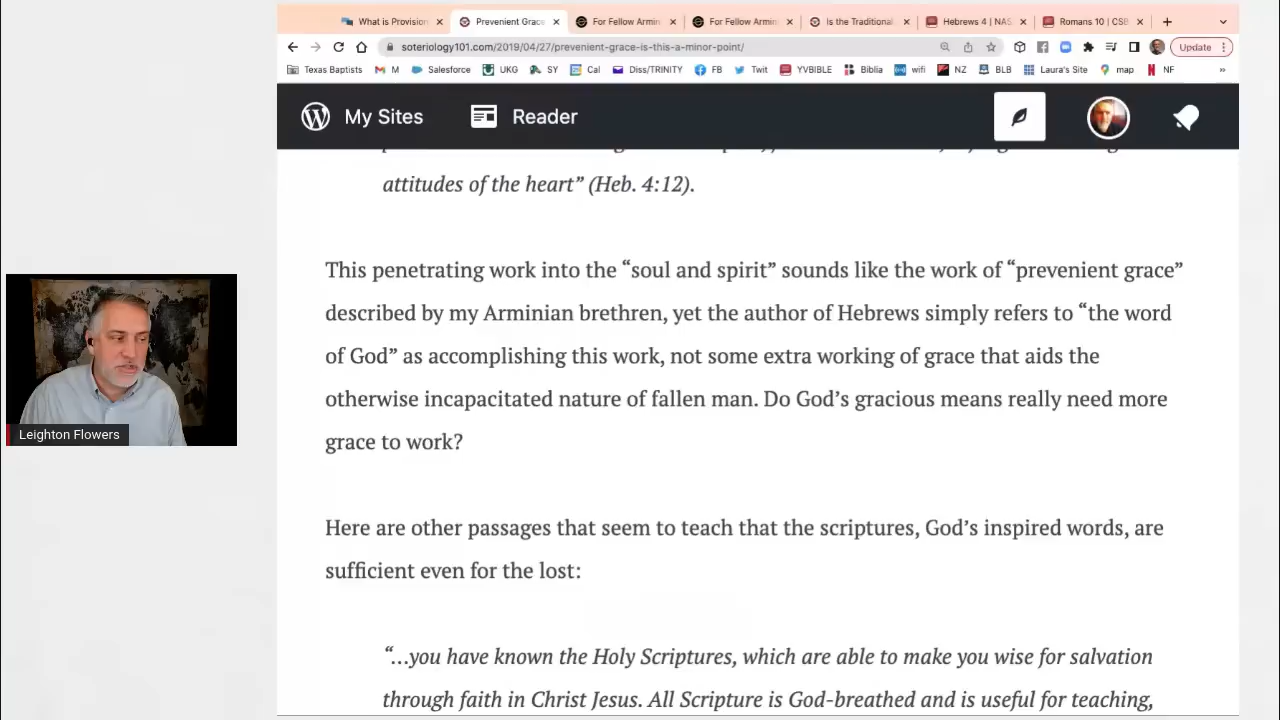 What is Provision
Prevenient Grace
For Fellow Armin
For Fellow Armin
Is the Traditional
Hebrews 4 | NAS
Romans 10 | CSB
soteriology101.com/2019/04/27/prevenient-grace-is-this-a-minor-point/
Update
Texas Baptists
M
Salesforce
UKG
SY
Cal
Diss/TRINITY
FB
Twit
YVBIBLE
Biblia
wifi
NZ
BLB
Laura's Site
map
NF
»
My Sites
Reader
attitudes of the heart” (Heb. 4:12).
This penetrating work into the “soul and spirit” sounds like the work of “prevenient grace”
described by my Arminian brethren, yet the author of Hebrews simply refers to “the word
of God” as accomplishing this work, not some extra working of grace that aids the
otherwise incapacitated nature of fallen man. Do God’s gracious means really need more
grace to work?
Here are other passages that seem to teach that the scriptures, God’s inspired words, are
sufficient even for the lost:
“…you have known the Holy Scriptures, which are able to make you wise for salvation
through faith in Christ Jesus. All Scripture is God-breathed and is useful for teaching,
Leighton Flowers